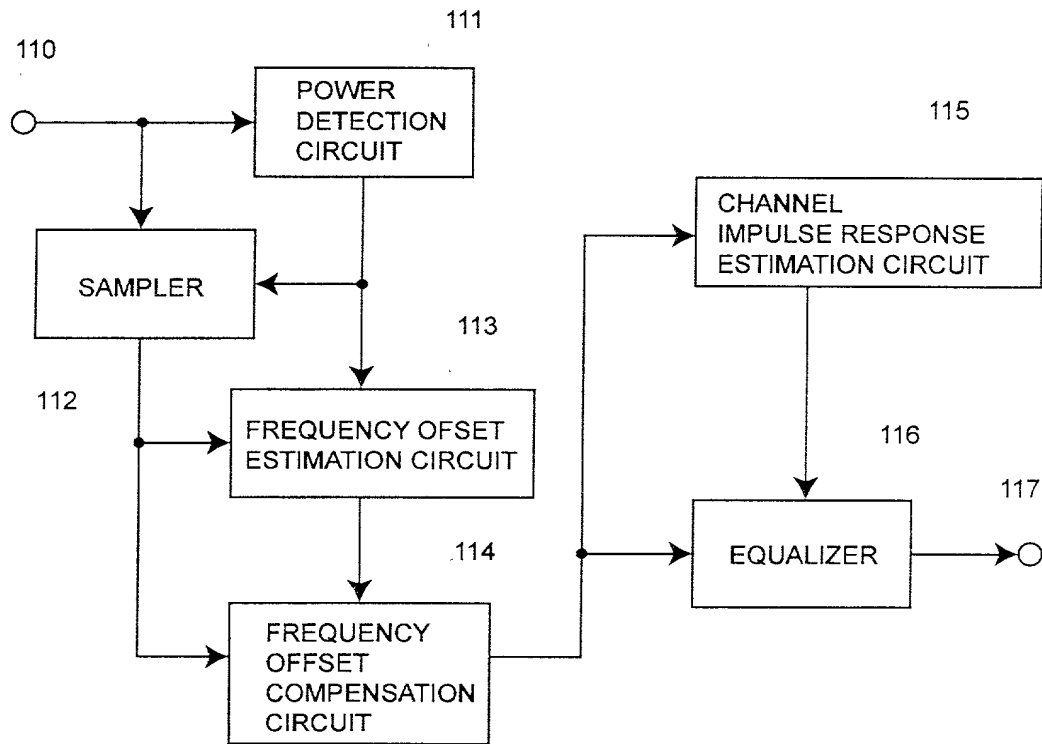 111
110
POWER
DETECTION
CIRCUIT
115
CHANNEL
IMPULSE RESPONSE
ESTIMATION CIRCUIT
SAMPLER
113
112
FREQUENCY OFSET
ESTIMATION CIRCUIT
116
117
114
EQUALIZER
FREQUENCY
OFFSET
COMPENSATION
CIRCUIT